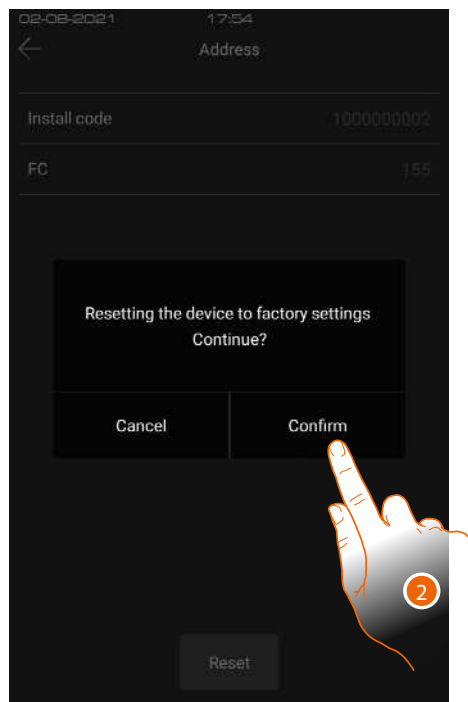 02-08-2021 17:54
Address
Install code 1000000002
FC 155
Resetting the device to factory settings
Continue?
Cancel Confirm
2
Reset